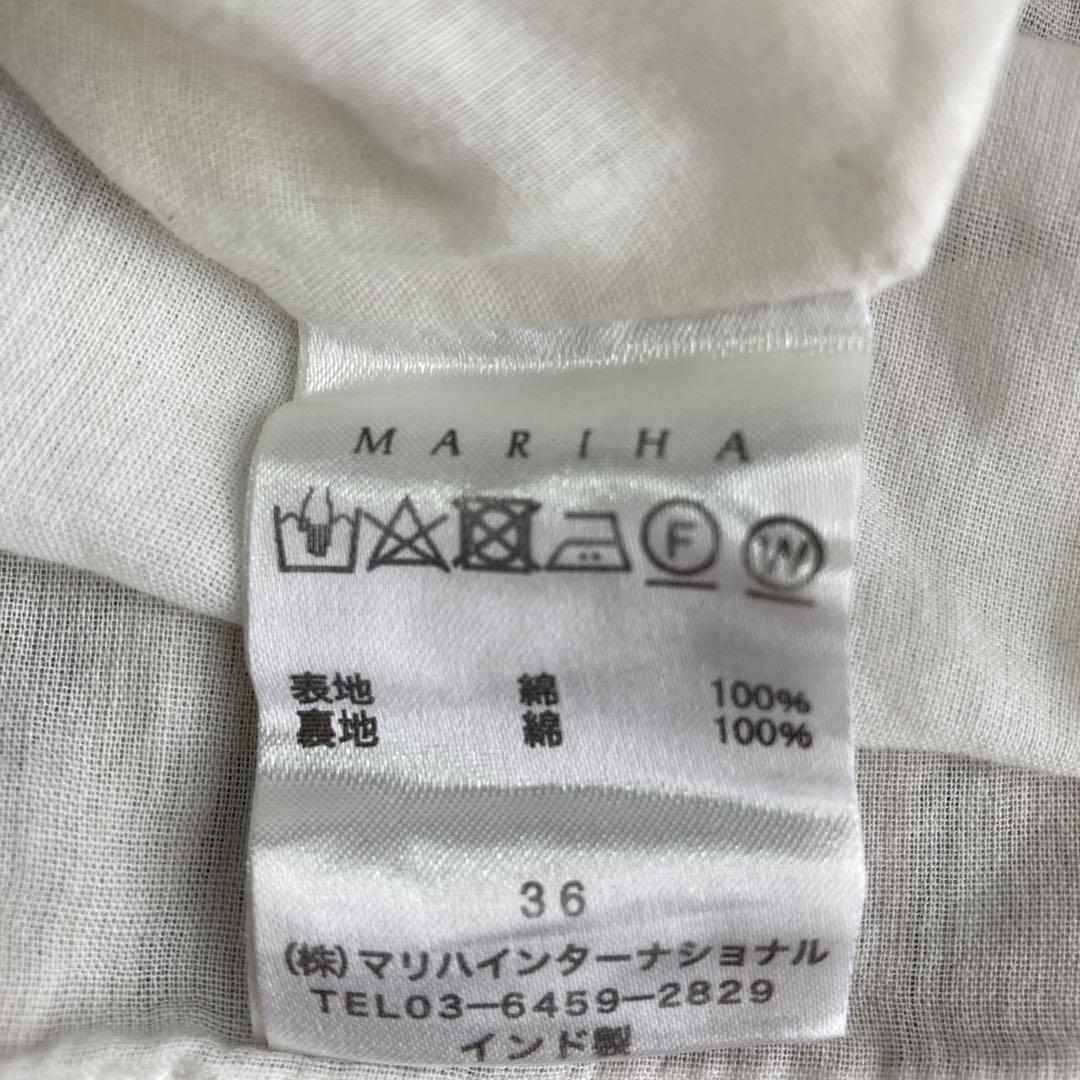 MARIHA
F W
表地 綿 100%
裏地 綿 100%
36
(株)マリハインターナショナル
TEL03-6459-2829
インド製